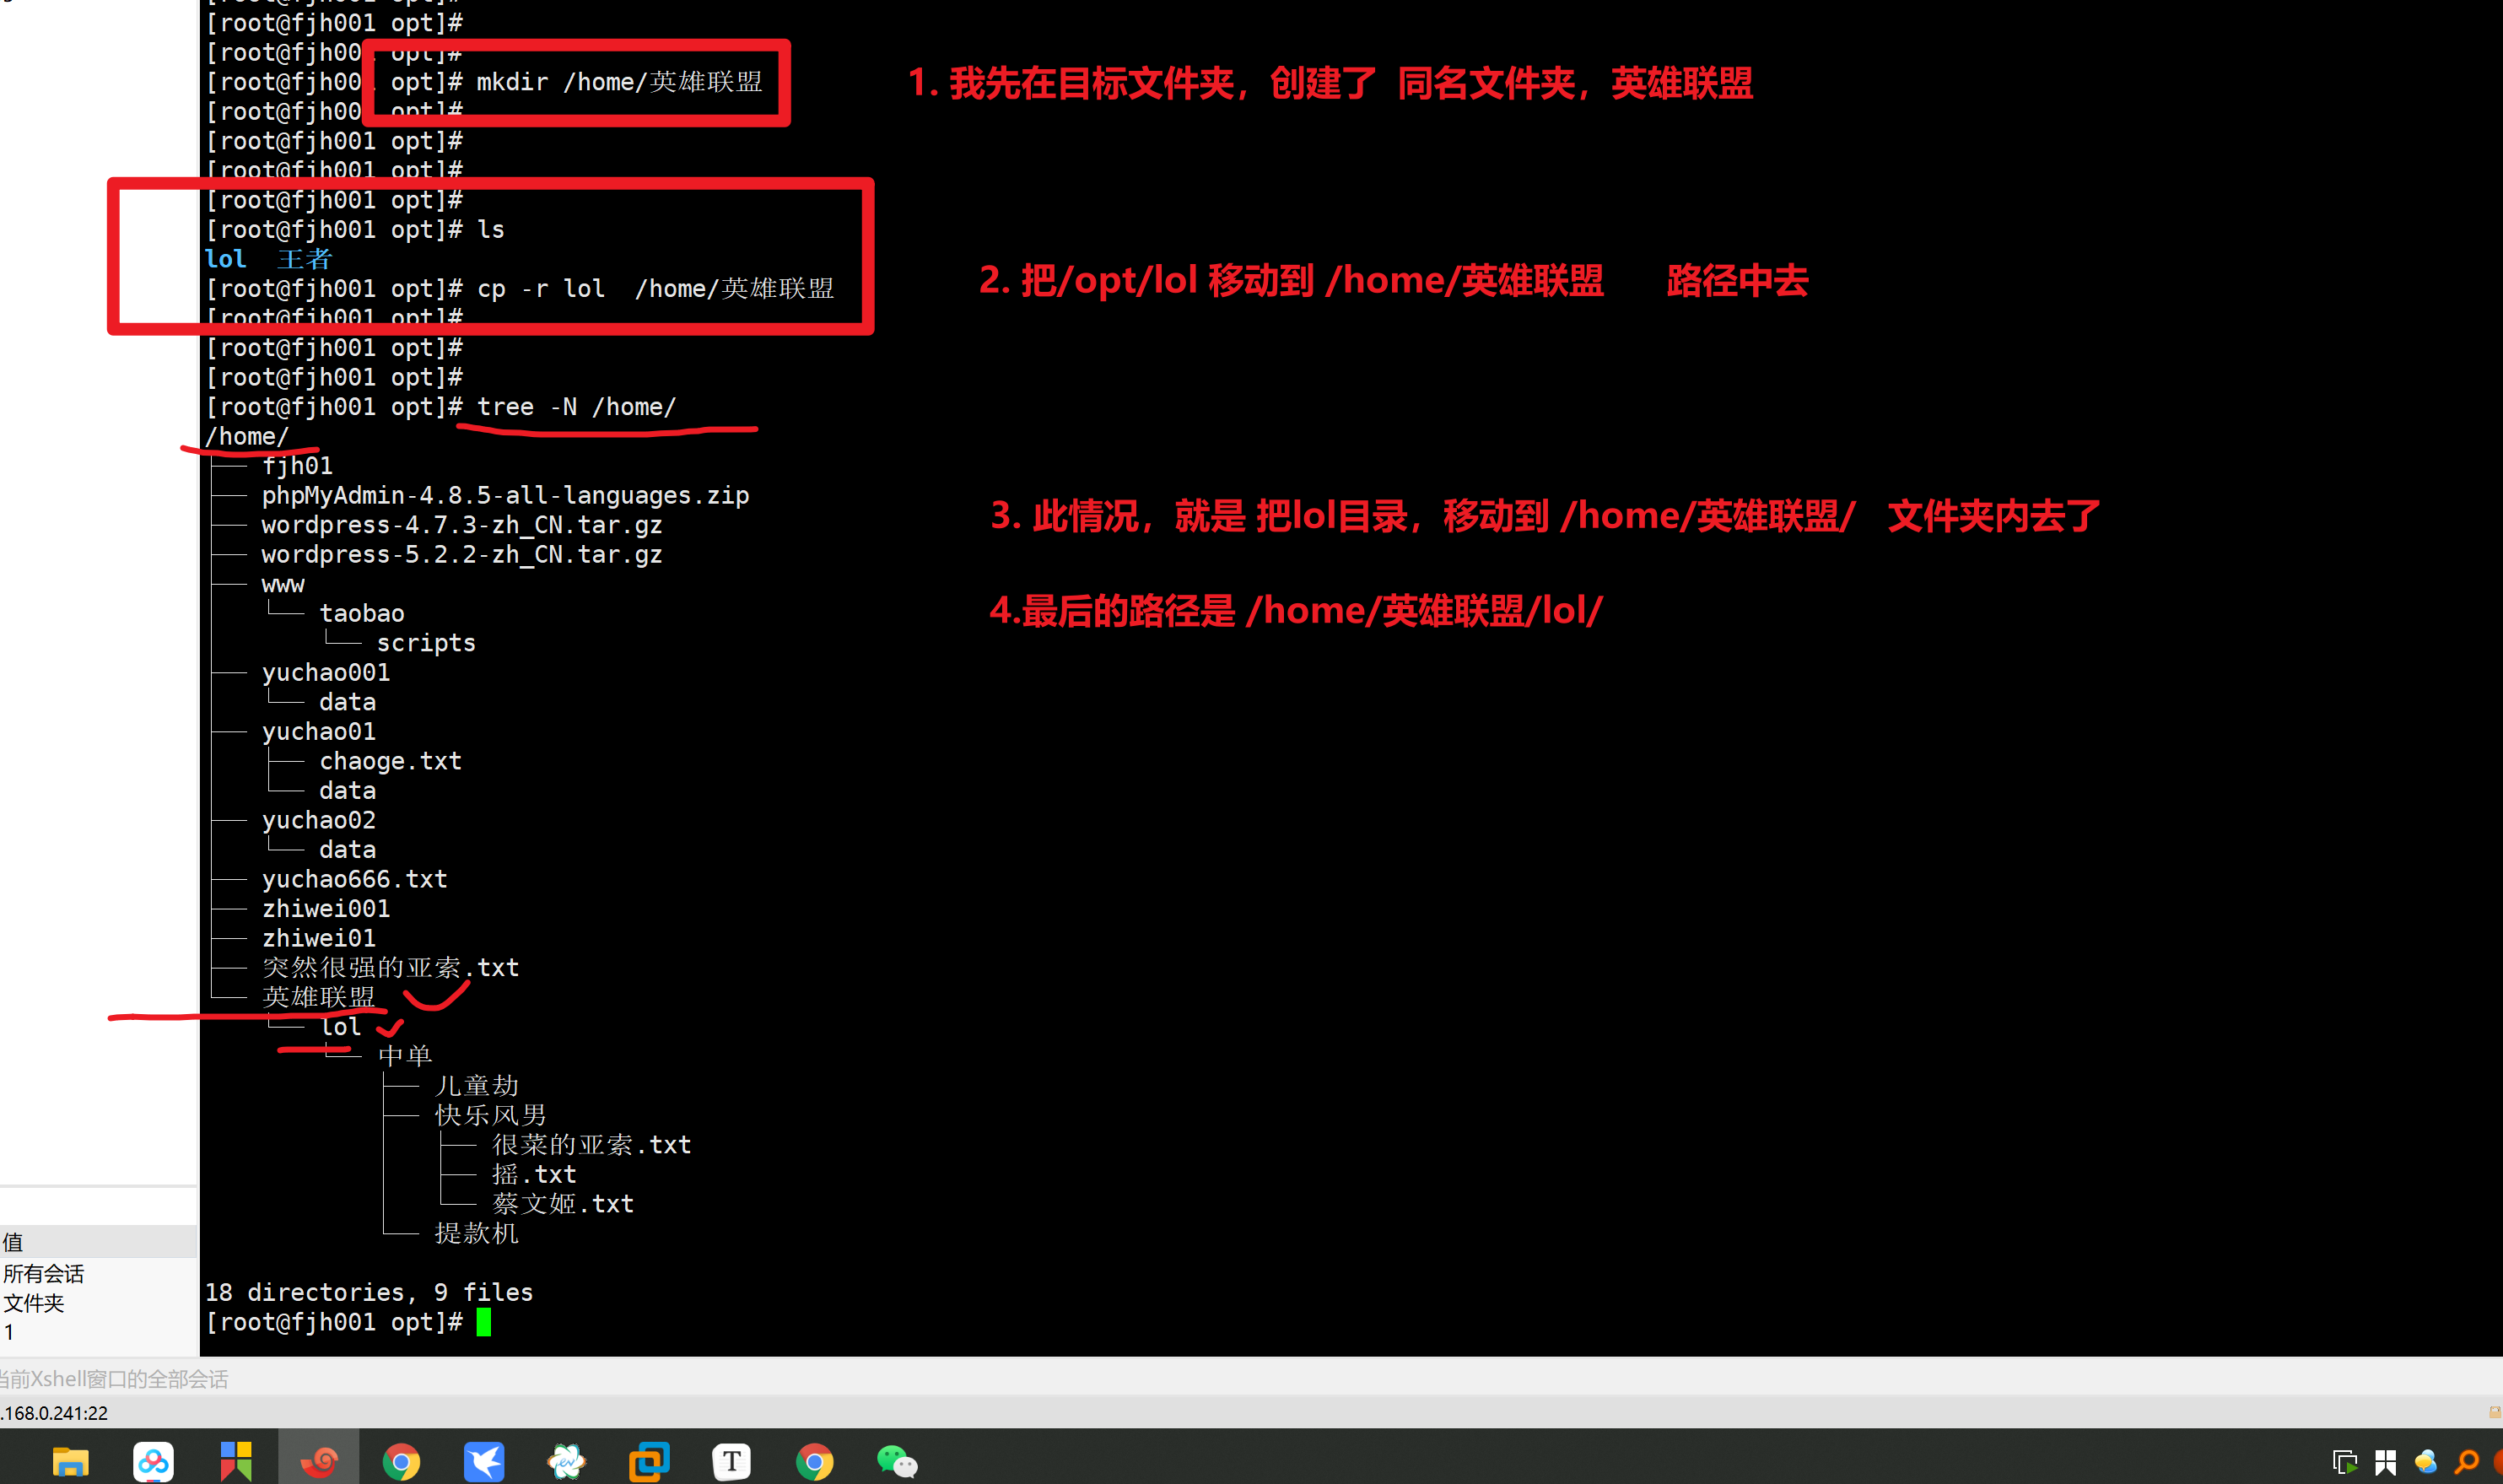 [root@fjh001 opt]#
[root@fjh001 opt]#
[root@fjh001 opt]# mkdir /home/英雄联盟
1. 我先在目标文件夹，创建了 同名文件夹，英雄联盟
[root@fjh001 opt]#
[root@fjh001 opt]#
[root@fjh001 opt]#
[root@fjh001 opt]#
[root@fjh001 opt]# ls
lol 王者
[root@fjh001 opt]# cp -r lol /home/英雄联盟
2. 把/opt/lol 移动到 /home/英雄联盟 路径中去
[root@fjh001 opt]#
[root@fjh001 opt]#
[root@fjh001 opt]#
[root@fjh001 opt]# tree -N /home/
/home/
├── fjh01
├── phpMyAdmin-4.8.5-all-languages.zip
├── wordpress-4.7.3-zh_CN.tar.gz
3. 此情况，就是 把lol目录，移动到 /home/英雄联盟/ 文件夹内去了
├── wordpress-5.2.2-zh_CN.tar.gz
├── www
│   └── taobao
4.最后的路径是 /home/英雄联盟/lol/
│       └── scripts
├── yuchao001
│   └── data
├── yuchao01
│   ├── chaoge.txt
│   └── data
├── yuchao02
│   └── data
├── yuchao666.txt
├── zhiwei001
├── zhiwei01
├── 突然很强的亚索.txt
└── 英雄联盟
    └── lol
        └── 中单
            ├── 儿童劫
            ├── 快乐风男
            │   ├── 很菜的亚索.txt
            │   ├── 摇.txt
            │   └── 蔡文姬.txt
            └── 提款机
18 directories, 9 files
[root@fjh001 opt]#
值
所有会话
文件夹
1
当前Xshell窗口的全部会话
.168.0.241:22
ev
T